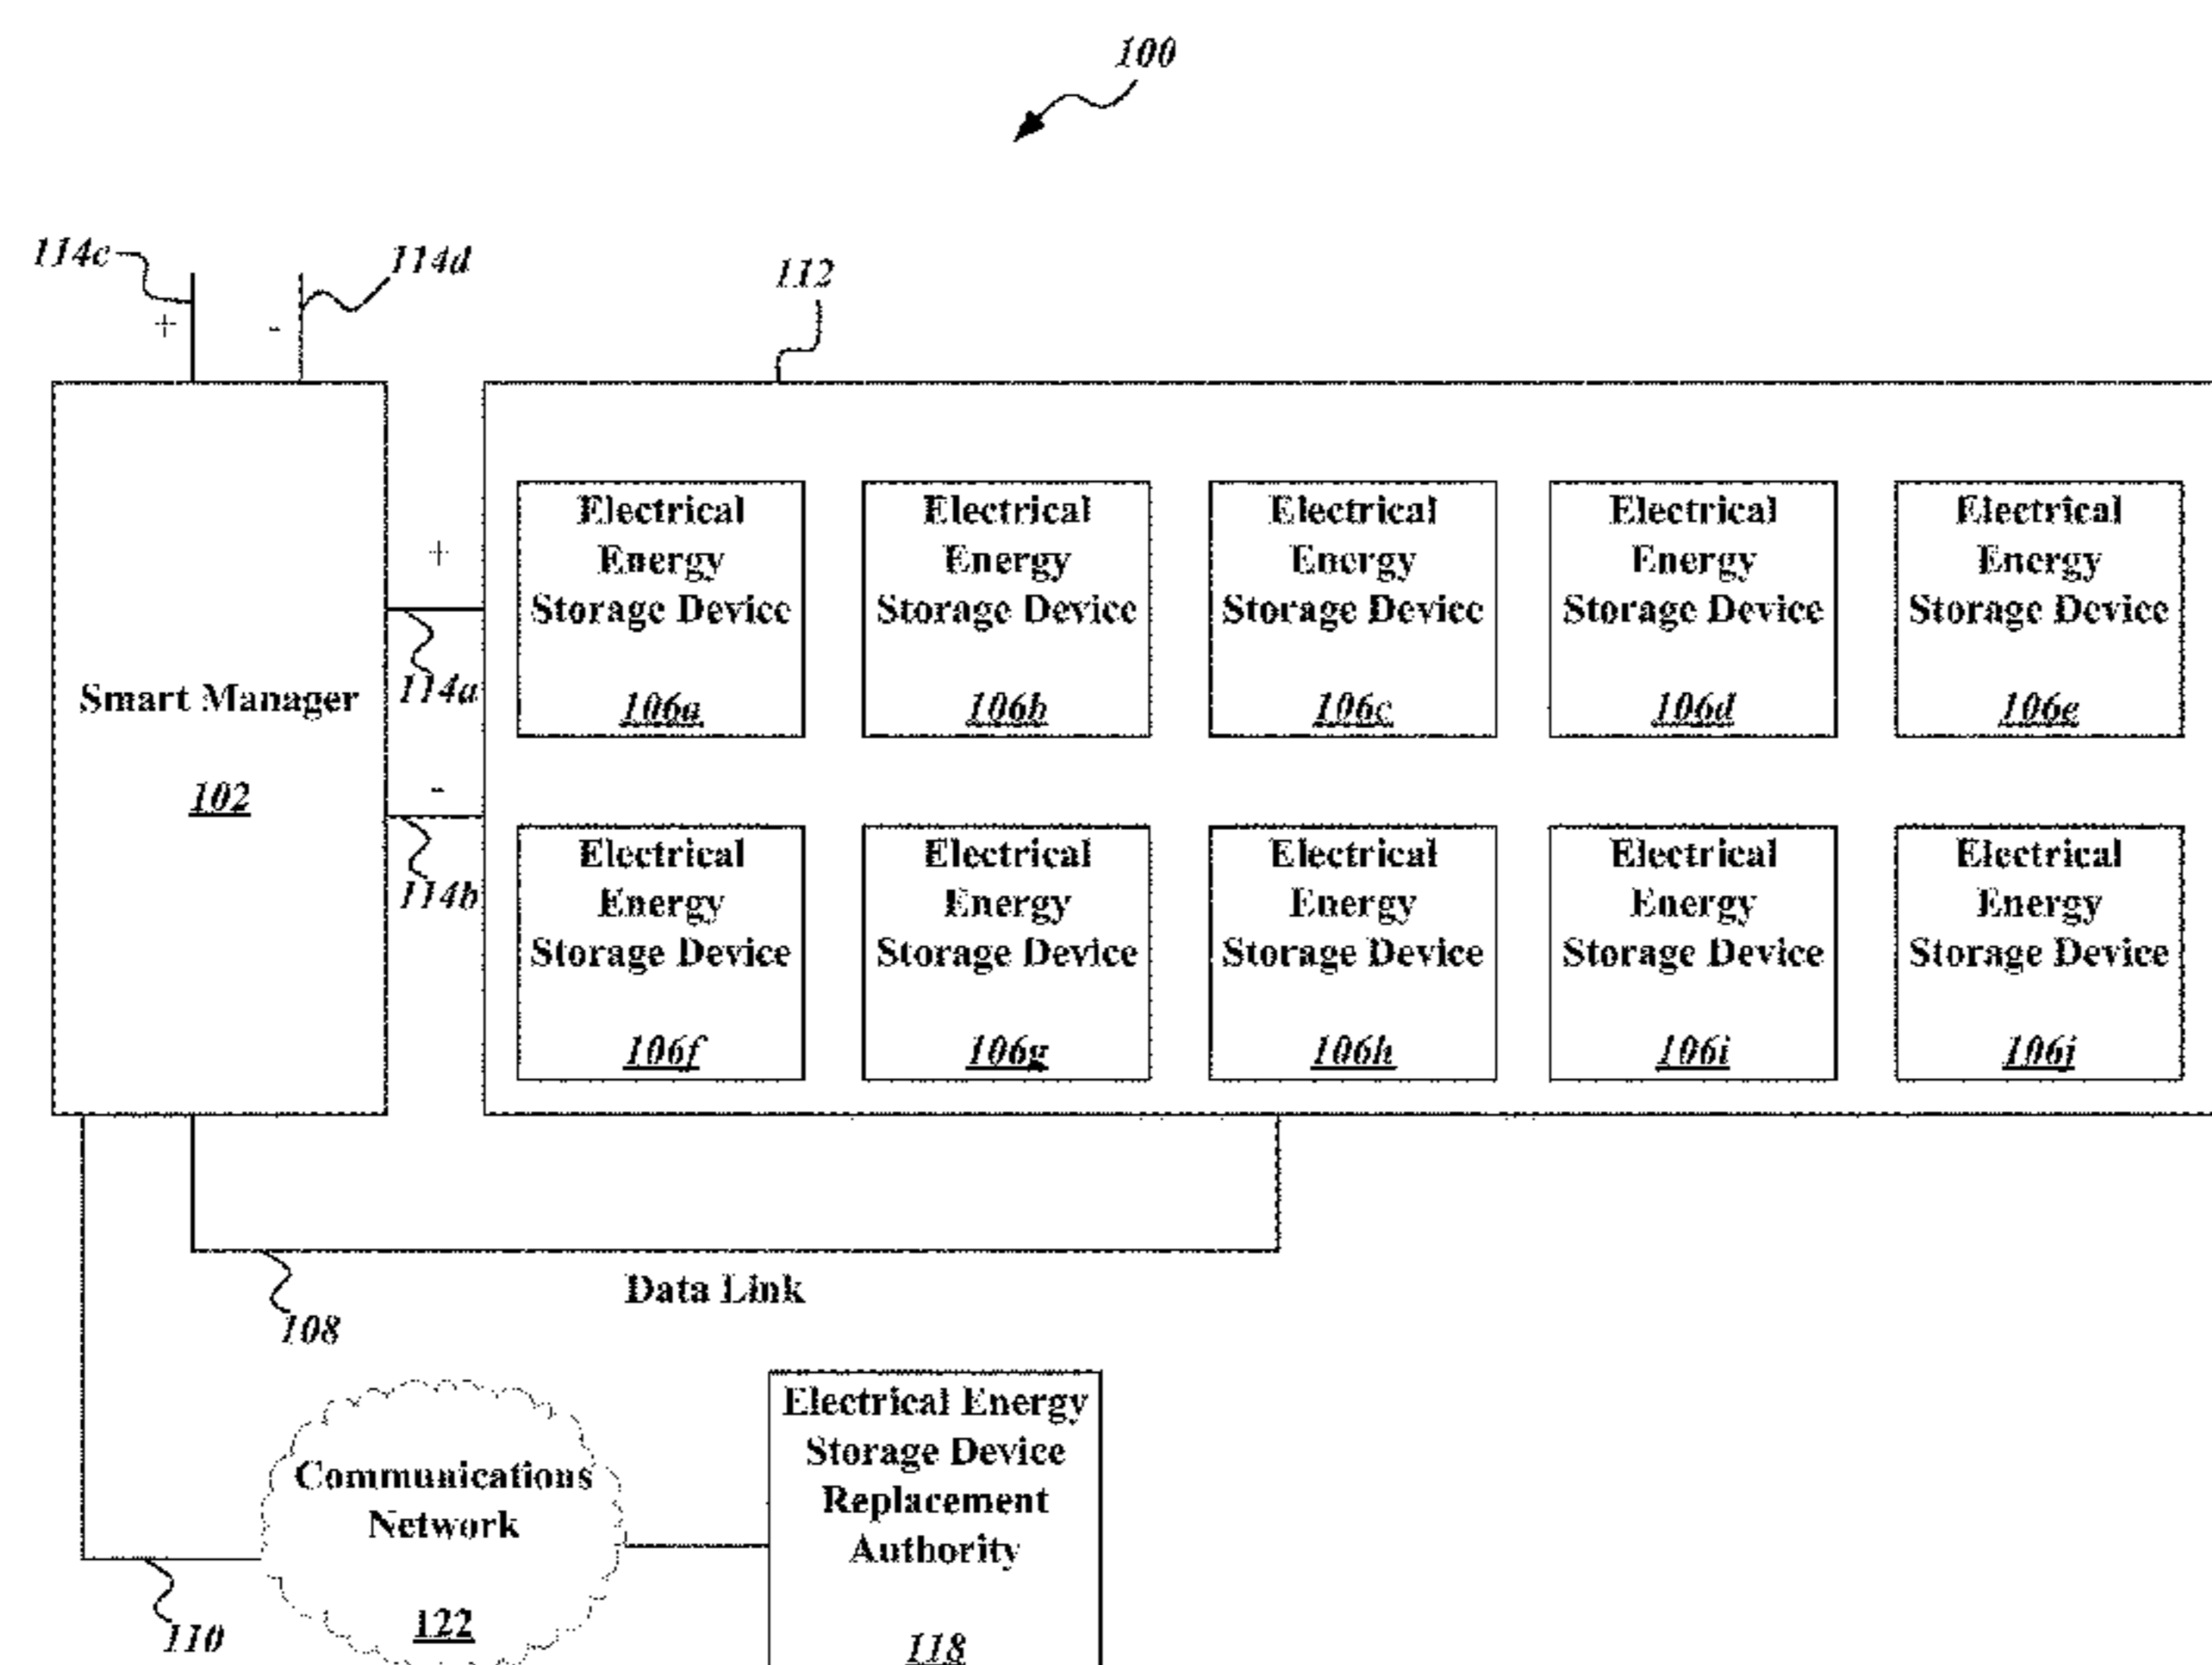 100
114c
114d
112
+
-
Electrical
Energy
Storage Device
106a
Electrical
Energy
Storage Device
106b
Electrical
Energy
Storage Device
106c
Electrical
Energy
Storage Device
106d
Electrical
Energy
Storage Device
106e
+
114a
Smart Manager
102
-
114b
Electrical
Energy
Storage Device
106f
Electrical
Energy
Storage Device
106g
Electrical
Energy
Storage Device
106h
Electrical
Energy
Storage Device
106i
Electrical
Energy
Storage Device
106j
Data Link
108
Communications
Network
122
110
Electrical Energy
Storage Device
Replacement
Authority
118